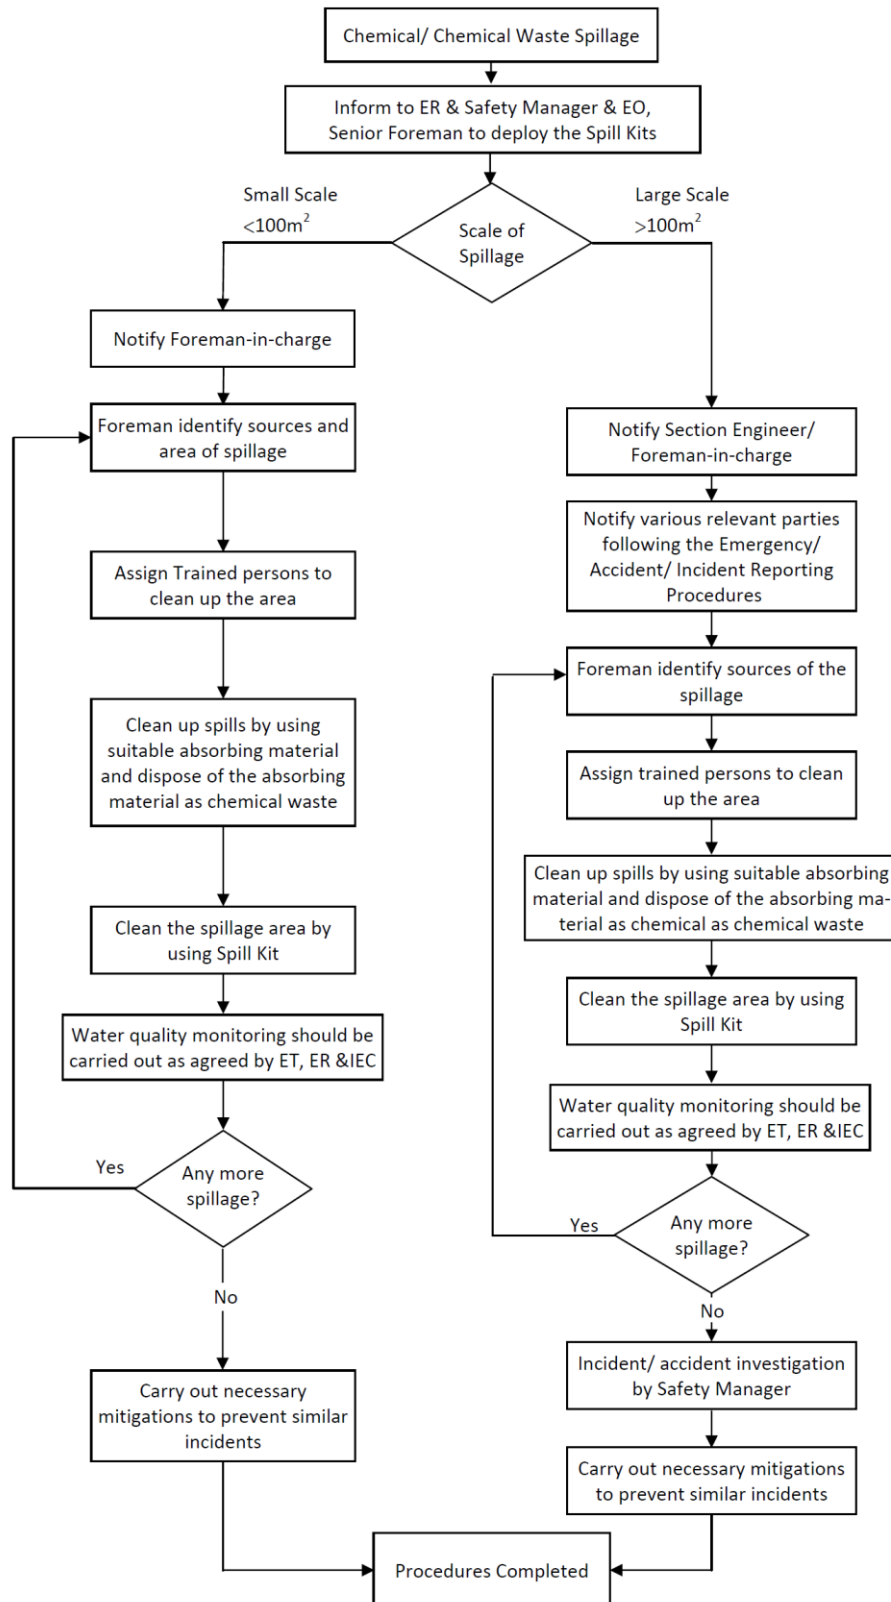 Chemical/ Chemical Waste Spillage
Inform to ER & Safety Manager & EO,
Senior Foreman to deploy the Spill Kits
Small Scale
<100m²
Large Scale
>100m²
Scale of
Spillage
Notify Foreman-in-charge
Foreman identify sources and
area of spillage
Assign Trained persons to
clean up the area
Clean up spills by using
suitable absorbing material
and dispose of the absorbing
material as chemical waste
Clean the spillage area by
using Spill Kit
Water quality monitoring should be
carried out as agreed by ET, ER &IEC
Yes
Any more
spillage?
No
Carry out necessary
mitigations to prevent similar
incidents
Notify Section Engineer/
Foreman-in-charge
Notify various relevant parties
following the Emergency/
Accident/ Incident Reporting
Procedures
Foreman identify sources of the
spillage
Assign trained persons to clean
up the area
Clean up spills by using suitable absorbing
material and dispose of the absorbing ma-
terial as chemical as chemical waste
Clean the spillage area by using
Spill Kit
Water quality monitoring should be
carried out as agreed by ET, ER &IEC
Yes
Any more
spillage?
No
Incident/ accident investigation
by Safety Manager
Carry out necessary mitigations
to prevent similar incidents
Procedures Completed